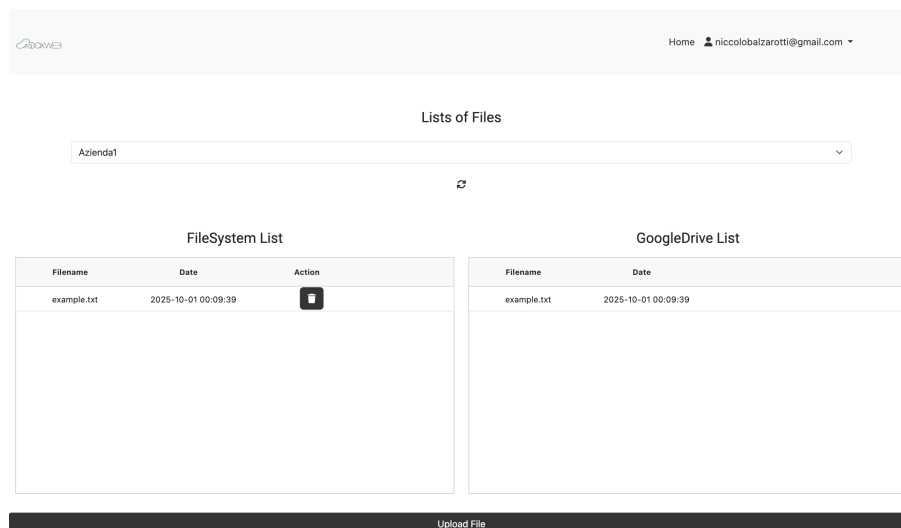 DOXWEB
Home niccolobalzarotti@gmail.com
Lists of Files
Azienda1
FileSystem List
Filename Date Action
example.txt 2025-10-01 00:09:39
GoogleDrive List
Filename Date
example.txt 2025-10-01 00:09:39
Upload File